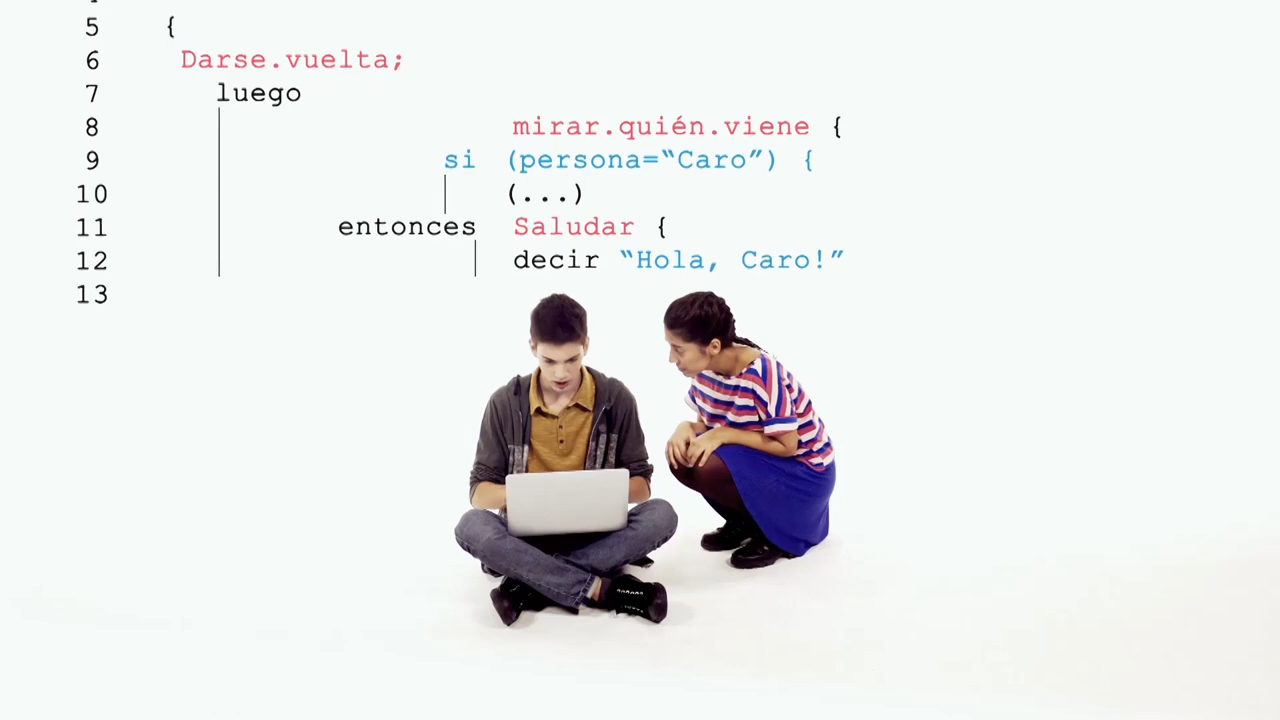 5 {
6 Darse.vuelta;
7 luego
8 mirar.quién.viene {
9 si (persona=“Caro”) {
10 (...)
11 entonces Saludar {
12 decir “Hola, Caro!”
13